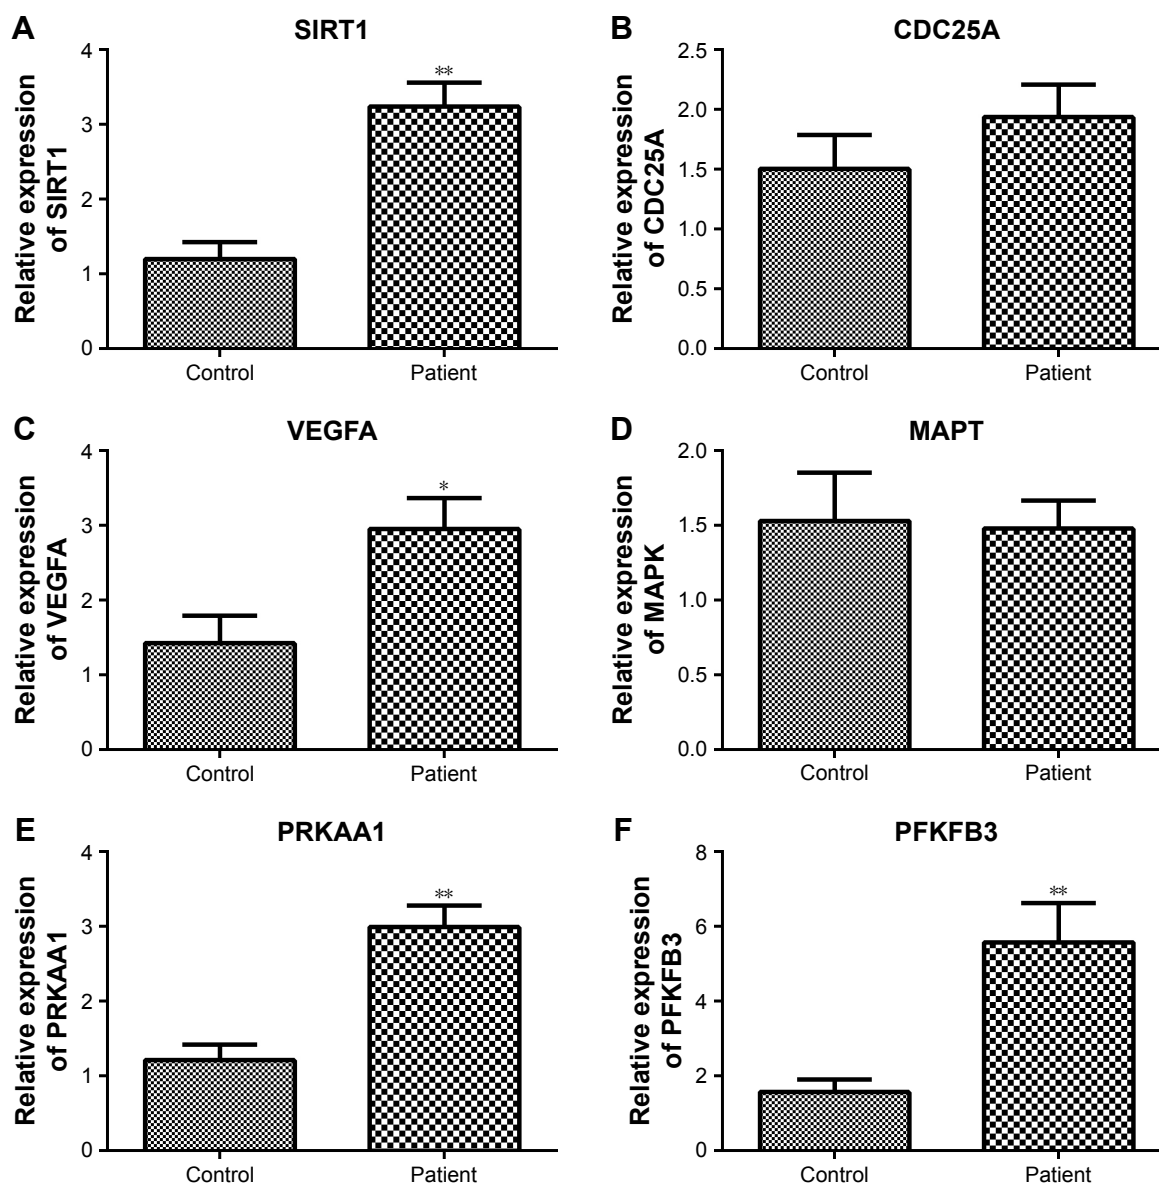 A
SIRT1
Relative expression
of SIRT1
4
3
2
1
0
**
Control
Patient
B
CDC25A
Relative expression
of CDC25A
2.5
2.0
1.5
1.0
0.5
0.0
Control
Patient
C
VEGFA
Relative expression
of VEGFA
4
3
2
1
0
*
Control
Patient
D
MAPT
Relative expression
of MAPK
2.0
1.5
1.0
0.5
0.0
Control
Patient
E
PRKAA1
Relative expression
of PRKAA1
4
3
2
1
0
**
Control
Patient
F
PFKFB3
Relative expression
of PFKFB3
8
6
4
2
0
**
Control
Patient